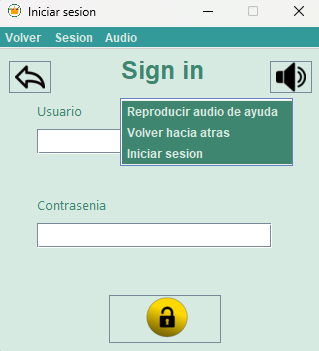 Iniciar sesion
Volver Sesion Audio
Sign in
Usuario
Reproducir audio de ayuda
Volver hacia atras
Iniciar sesion
Contrasenia